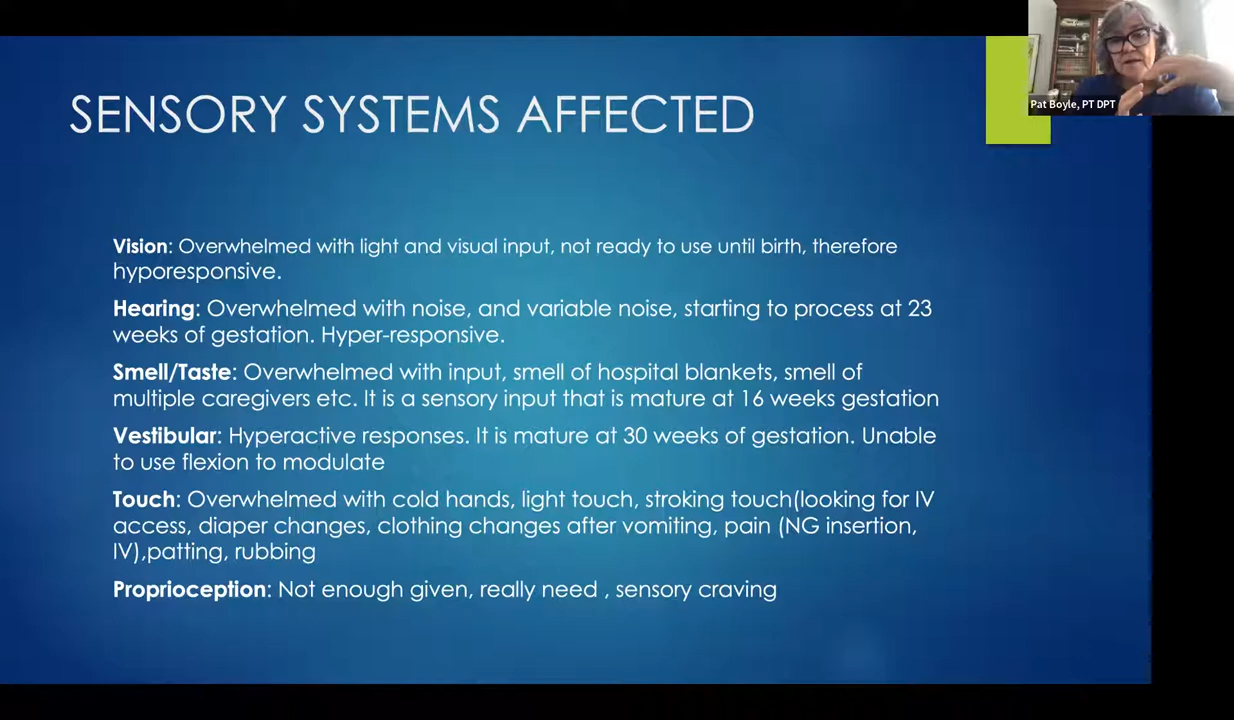 SENSORY SYSTEMS AFFECTED
Pat Boyle, PT DPT
Vision: Overwhelmed with light and visual input, not ready to use until birth, therefore
hyporesponsive.
Hearing: Overwhelmed with noise, and variable noise, starting to process at 23
weeks of gestation. Hyper-responsive.
Smell/Taste: Overwhelmed with input, smell of hospital blankets, smell of
multiple caregivers etc. It is a sensory input that is mature at 16 weeks gestation
Vestibular: Hyperactive responses. It is mature at 30 weeks of gestation. Unable
to use flexion to modulate
Touch: Overwhelmed with cold hands, light touch, stroking touch(looking for IV
access, diaper changes, clothing changes after vomiting, pain (NG insertion,
IV),patting, rubbing
Proprioception: Not enough given, really need , sensory craving